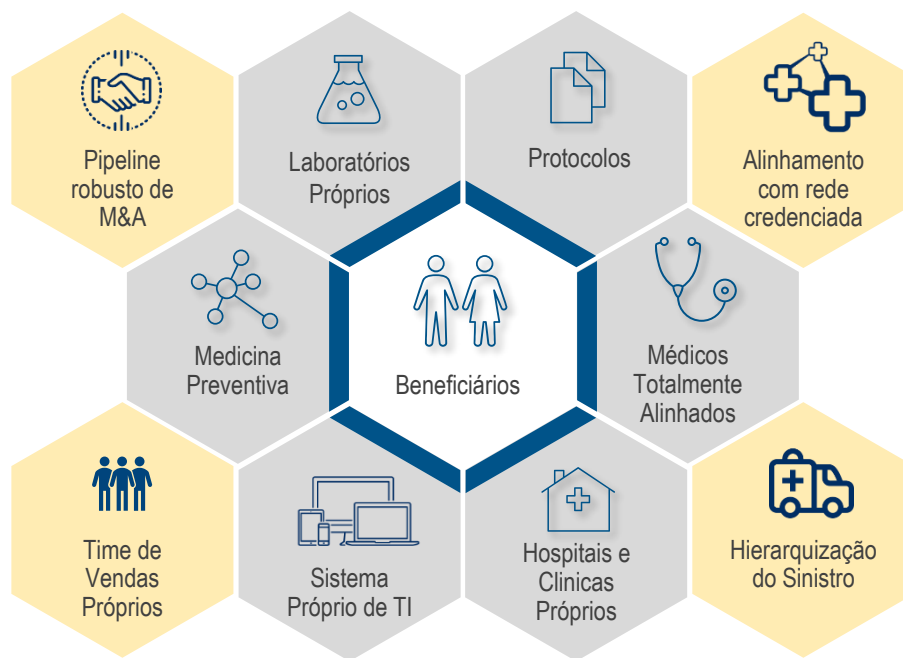 Pipeline
robusto de
M&A
Laboratórios
Próprios
Protocolos
Alinhamento
com rede
credenciada
Medicina
Preventiva
Beneficiários
Médicos
Totalmente
Alinhados
Time de
Vendas
Próprios
Sistema
Próprio de TI
Hospitais e
Clinicas
Próprios
Hierarquização
do Sinistro